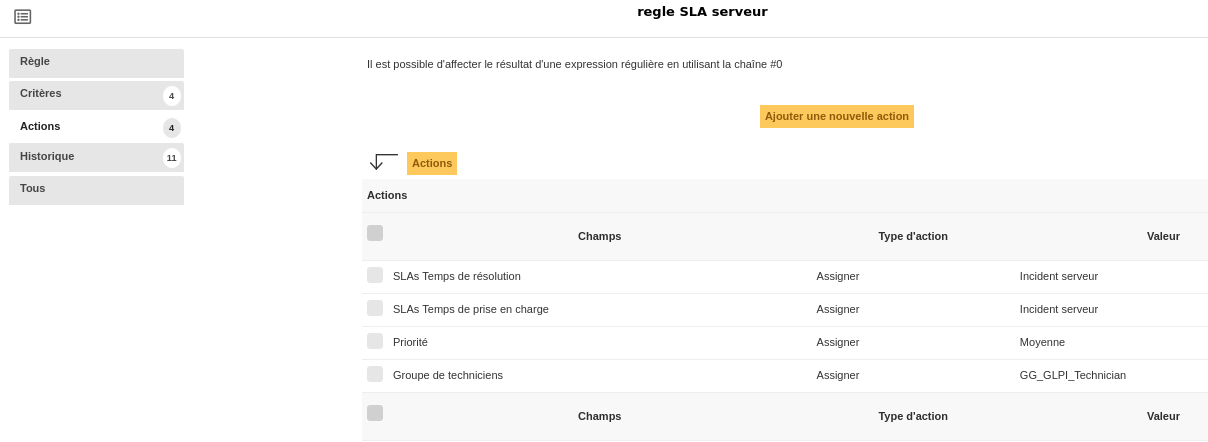 regle SLA serveur
Règle
Critères 4
Actions 4
Historique 11
Tous
Il est possible d'affecter le résultat d'une expression régulière en utilisant la chaîne #0
Ajouter une nouvelle action
Actions
Actions
Champs Type d'action Valeur
SLAs Temps de résolution Assigner Incident serveur
SLAs Temps de prise en charge Assigner Incident serveur
Priorité Assigner Moyenne
Groupe de techniciens Assigner GG_GLPI_Technician
Champs Type d'action Valeur